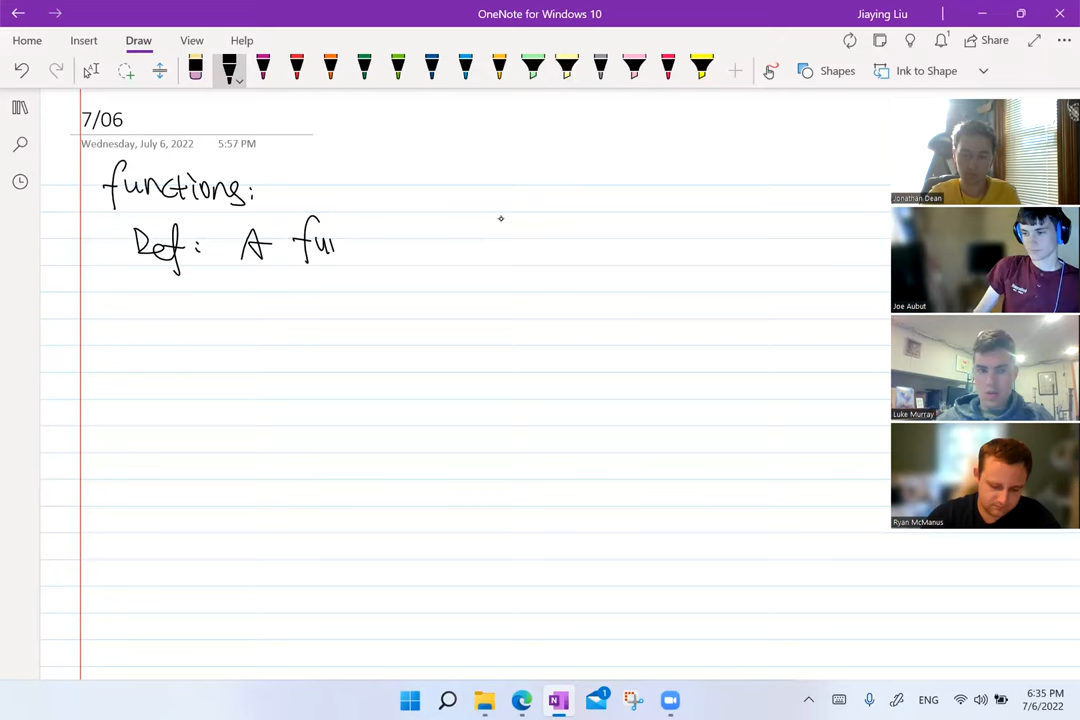 OneNote for Windows 10
Jiaying Liu
Home Insert Draw View Help
Share
Shapes
Ink to Shape
7/06
Wednesday, July 6, 2022 5:57 PM
functions:
Def: A fun
Jonathan Dean
Joe Aubut
Luke Murray
Ryan McManus
1
ENG
6:35 PM
7/6/2022